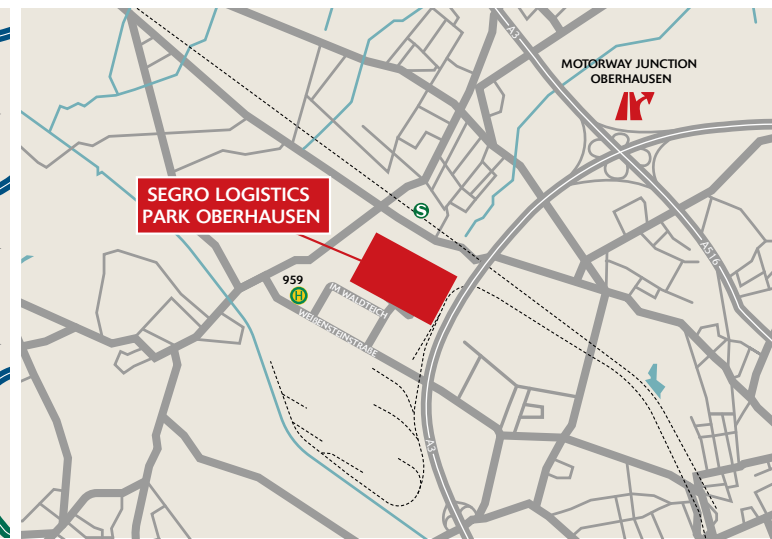 A3
MOTORWAY JUNCTION
OBERHAUSEN
SEGRO LOGISTICS
PARK OBERHAUSEN
S
A516
959
H
IM WALDTEICH
WEIßENSTEINSTRAßE
A3